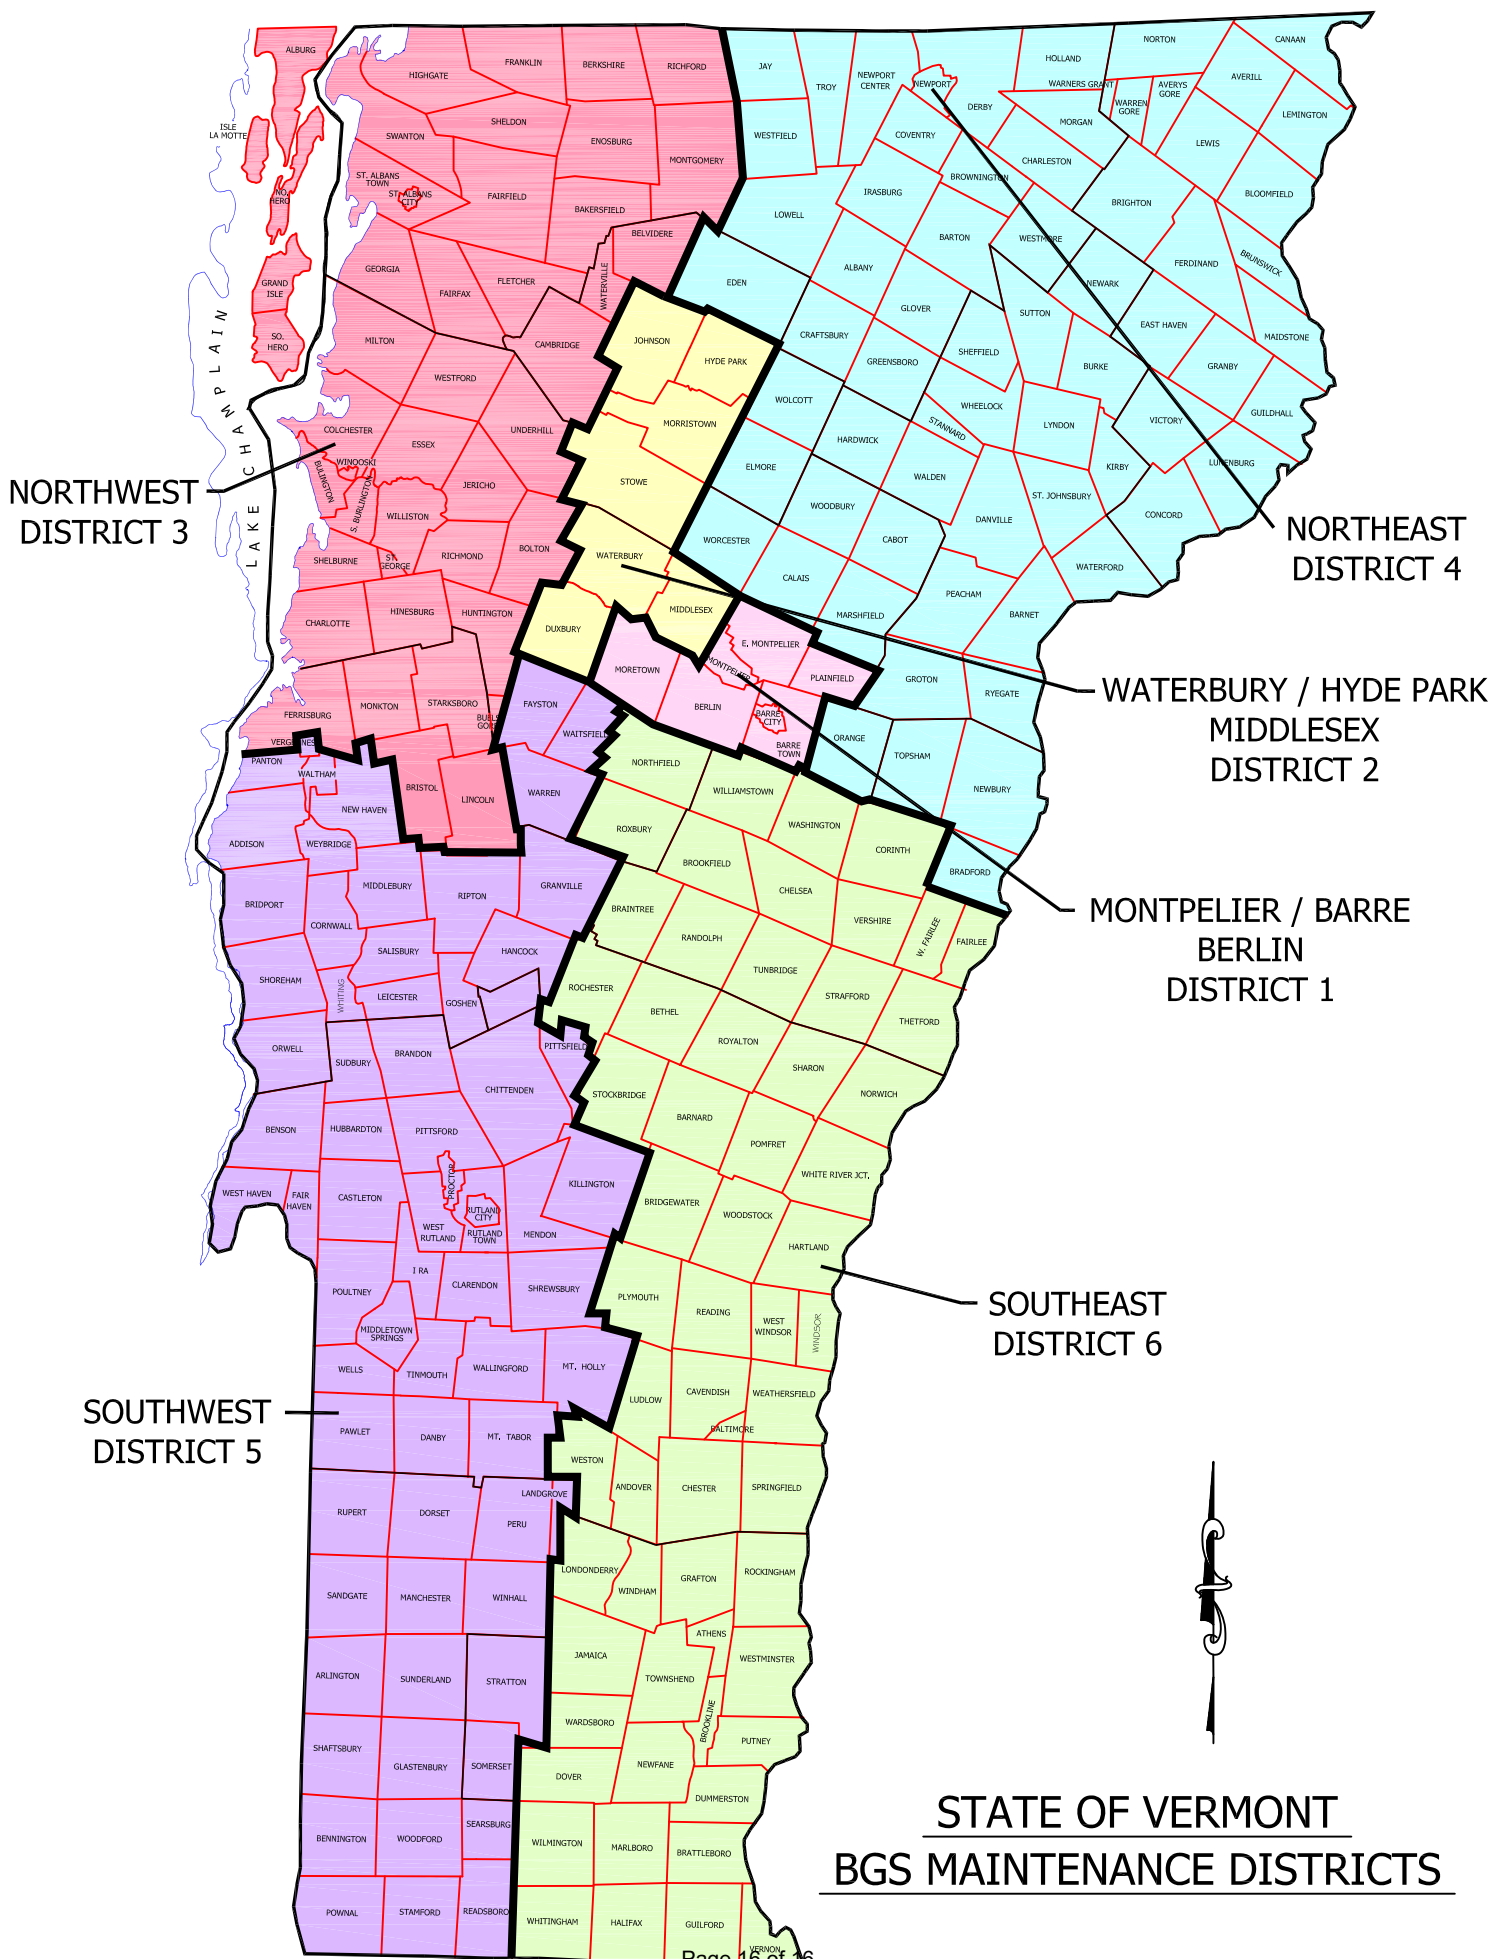 ALBURG
HIGHGATE
FRANKLIN
BERKSHIRE
RICHFORD
JAY
TROY
NEWPORT
CENTER
NEWPORT
HOLLAND
NORTON
CANAAN
DERBY
WARNERS GRANT
WARREN
GORE
AVERYS
GORE
AVERILL
LEMINGTON
ISLE
LA MOTTE
SWANTON
SHELDON
ENOSBURG
MONTGOMERY
WESTFIELD
COVENTRY
MORGAN
CHARLESTON
LEWIS
BLOOMFIELD
ST. ALBANS
TOWN
ST. ALBANS
CITY
NO.
HERO
FAIRFIELD
BAKERSFIELD
BELVIDERE
LOWELL
IRASBURG
BROWNINGTON
BRIGHTON
BARTON
WESTMORE
FERDINAND
BRUNSWICK
GEORGIA
FAIRFAX
FLETCHER
WATERVILLE
EDEN
ALBANY
GLOVER
NEWARK
SUTTON
EAST HAVEN
MAIDSTONE
GRAND
ISLE
SO.
HERO
MILTON
CAMBRIDGE
JOHNSON
HYDE PARK
CRAFTSBURY
GREENSBORO
SHEFFIELD
BURKE
GRANBY
WESTFORD
WOLCOTT
WHEELOCK
STANNARD
LYNDON
VICTORY
GUILDHALL
LAKE CHAMPLAIN
COLCHESTER
ESSEX
UNDERHILL
MORRISTOWN
HARDWICK
ELMORE
WALDEN
KIRBY
LUNENBURG
WINOOSKI
BULINGTON
S. BURLINGTON
WILLISTON
JERICHO
STOWE
WOODBURY
DANVILLE
ST. JOHNSBURY
CONCORD
NORTHWEST
DISTRICT 3
NORTHEAST
DISTRICT 4
SHELBURNE
ST.
GEORGE
RICHMOND
BOLTON
WATERBURY
WORCESTER
CABOT
CALAIS
WATERFORD
PEACHAM
BARNET
CHARLOTTE
HINESBURG
HUNTINGTON
DUXBURY
MIDDLESEX
MARSHFIELD
E. MONTPELIER
MONTPELIER
MORETOWN
PLAINFIELD
GROTON
RYEGATE
WATERBURY / HYDE PARK
MIDDLESEX
DISTRICT 2
FERRISBURG
MONKTON
STARKSBORO
BUELS
GORE
FAYSTON
WAITSFIELD
BERLIN
BARRE
CITY
BARRE
TOWN
ORANGE
TOPSHAM
NEWBURY
VERGENNES
PANTON
WALTHAM
NEW HAVEN
BRISTOL
LINCOLN
WARREN
NORTHFIELD
WILLIAMSTOWN
WASHINGTON
CORINTH
BRADFORD
ADDISON
WEYBRIDGE
ROXBURY
BROOKFIELD
CHELSEA
VERSHIRE
W. FAIRLEE
FAIRLEE
MONTPELIER / BARRE
BERLIN
DISTRICT 1
BRIDPORT
MIDDLEBURY
RIPTON
GRANVILLE
CORNWALL
SALISBURY
HANCOCK
BRAINTREE
RANDOLPH
TUNBRIDGE
STRAFFORD
THETFORD
SHOREHAM
WHITING
LEICESTER
GOSHEN
ROCHESTER
BETHEL
ROYALTON
SHARON
NORWICH
ORWELL
SUDBURY
BRANDON
CHITTENDEN
PITTSFIELD
STOCKBRIDGE
BARNARD
POMFRET
WHITE RIVER JCT.
BENSON
HUBBARDTON
PITTSFORD
PROCTOR
KILLINGTON
BRIDGEWATER
WOODSTOCK
HARTLAND
WEST HAVEN
FAIR
HAVEN
CASTLETON
WEST
RUTLAND
RUTLAND
CITY
RUTLAND
TOWN
MENDON
I RA
CLARENDON
SHREWSBURY
PLYMOUTH
READING
WEST
WINDSOR
WINDSOR
SOUTHEAST
DISTRICT 6
POULTNEY
MIDDLETOWN
SPRINGS
WELLS
TINMOUTH
WALLINGFORD
MT. HOLLY
LUDLOW
CAVENDISH
BALTIMORE
WEATHERSFIELD
SOUTHWEST
DISTRICT 5
PAWLET
DANBY
MT. TABOR
WESTON
ANDOVER
CHESTER
SPRINGFIELD
RUPERT
DORSET
PERU
LANDGROVE
LONDONDERRY
WINDHAM
GRAFTON
ROCKINGHAM
SANDGATE
MANCHESTER
WINHALL
JAMAICA
ATHENS
WESTMINSTER
ARLINGTON
SUNDERLAND
STRATTON
TOWNSHEND
WARDSBORO
BROOKLINE
PUTNEY
SHAFTSBURY
GLASTENBURY
SOMERSET
DOVER
NEWFANE
DUMMERSTON
BENNINGTON
WOODFORD
SEARSBURG
WILMINGTON
MARLBORO
BRATTLEBORO
POWNAL
STAMFORD
READSBORO
WHITINGHAM
HALIFAX
GUILFORD
VERNON
STATE OF VERMONT
BGS MAINTENANCE DISTRICTS
Page 16 of 16